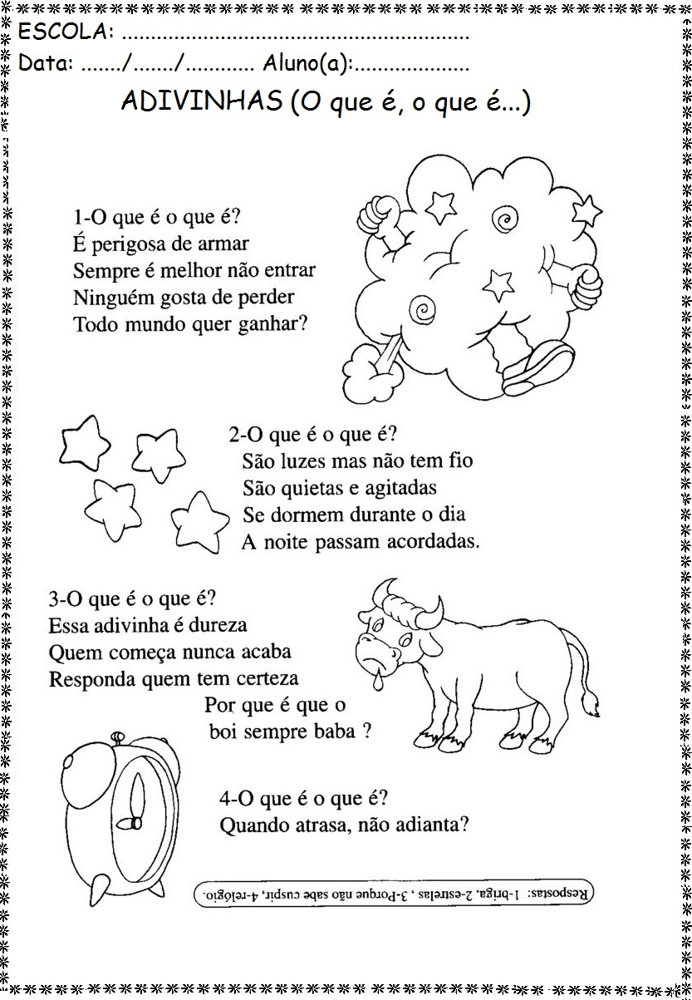 ESCOLA: ............................................................
Data: ......./......./............ Aluno(a):....................
ADIVINHAS (O que é, o que é...)
1-O que é o que é?
É perigosa de armar
Sempre é melhor não entrar
Ninguém gosta de perder
Todo mundo quer ganhar?
2-O que é o que é?
São luzes mas não tem fio
São quietas e agitadas
Se dormem durante o dia
A noite passam acordadas.
3-O que é o que é?
Essa adivinha é dureza
Quem começa nunca acaba
Responda quem tem certeza
Por que é que o
boi sempre baba ?
4-O que é o que é?
Quando atrasa, não adianta?
Respostas: 1-briga, 2-estrelas , 3-Porque não sabe cuspir, 4-relógio.